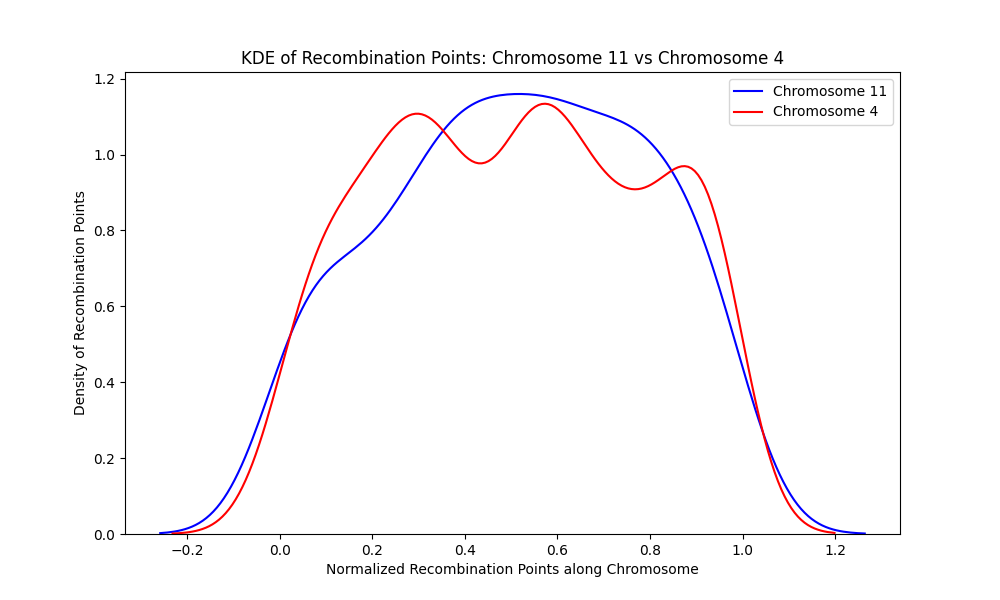 KDE of Recombination Points: Chromosome 11 vs Chromosome 4
Chromosome 11
Chromosome 4
Density of Recombination Points
1.2
1.0
0.8
0.6
0.4
0.2
0.0
−0.2 0.0 0.2 0.4 0.6 0.8 1.0 1.2
Normalized Recombination Points along Chromosome